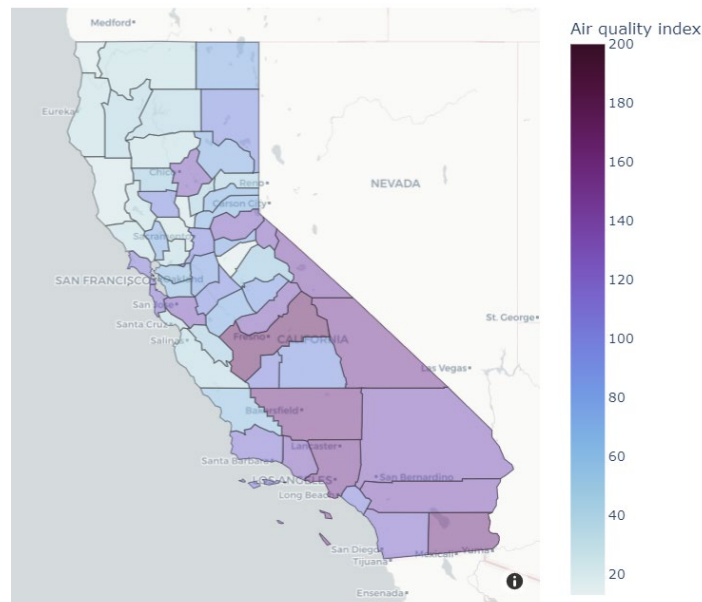 Air quality index
Medford
Eureka
Chico
Reno
Carson City
NEVADA
Sacramento
SAN FRANCISCO
Oakland
San Jose
Santa Cruz
Salinas
Fresno
CALIFORNIA
St. George
Las Vegas
Bakersfield
Lancaster
Santa Barbara
San Bernardino
LOS ANGELES
Long Beach
San Diego
Mexicali
Yuma
Tijuana
Ensenada
200
180
160
140
120
100
80
60
40
20
i